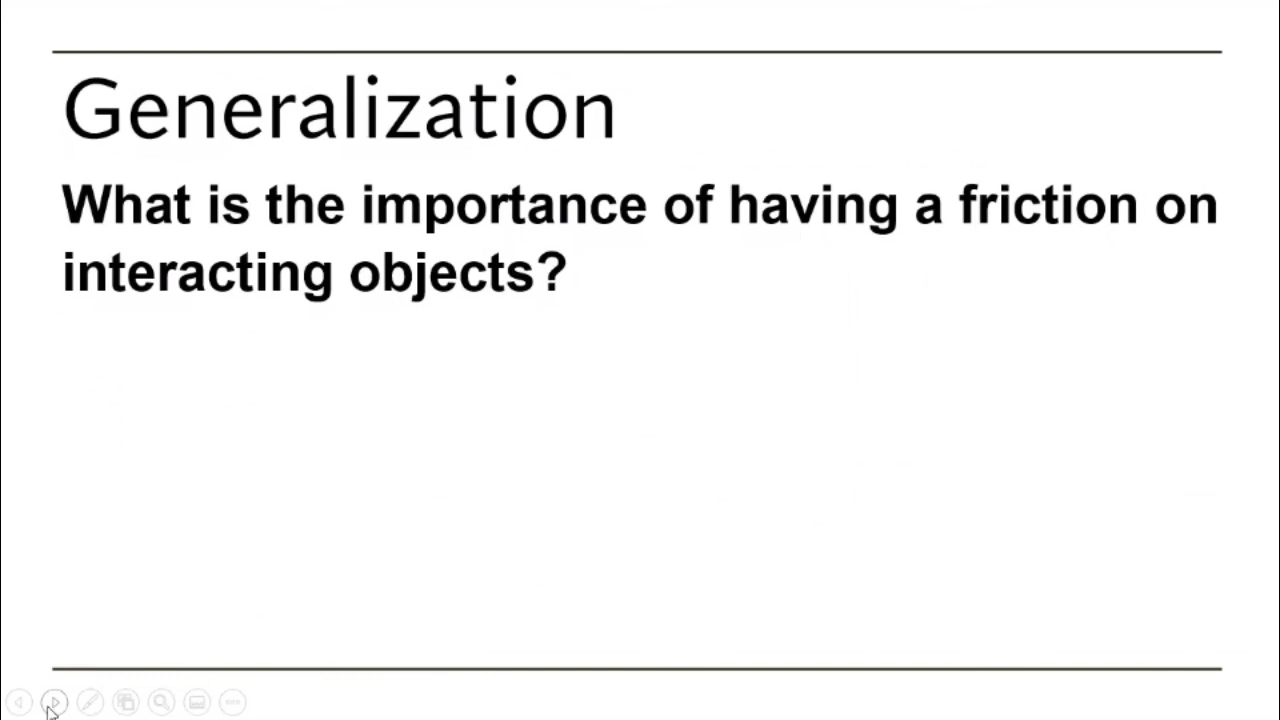 Generalization
What is the importance of having a friction on
interacting objects?